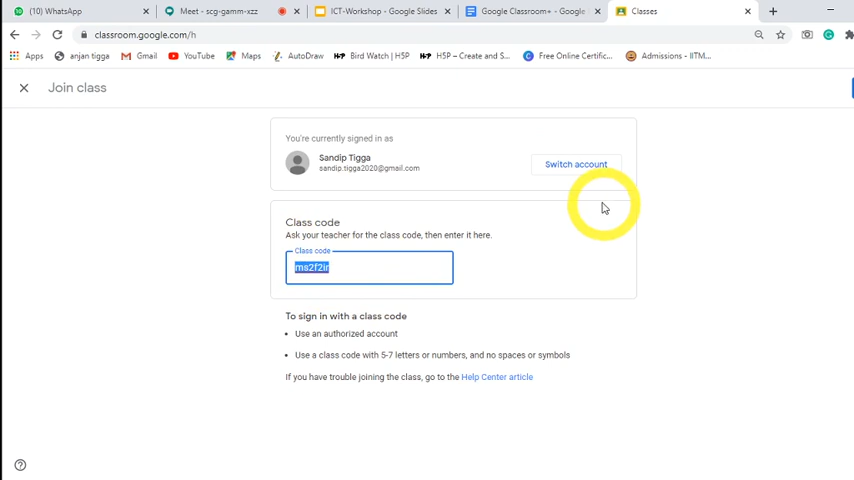 (10) WhatsApp
Meet - scg-gamm-xzz
ICT-Workshop - Google Slides
Google Classroom+ - Google
Classes
classroom.google.com/h
Apps
anjan tigga
Gmail
YouTube
Maps
AutoDraw
H5P Bird Watch | H5P
H5P H5P – Create and S...
Free Online Certific...
Admissions - IITM...
Join class
You're currently signed in as
Sandip Tigga
sandip.tigga2020@gmail.com
Switch account
Class code
Ask your teacher for the class code, then enter it here.
Class code
ms2f2ir
To sign in with a class code
• Use an authorized account
• Use a class code with 5-7 letters or numbers, and no spaces or symbols
If you have trouble joining the class, go to the Help Center article